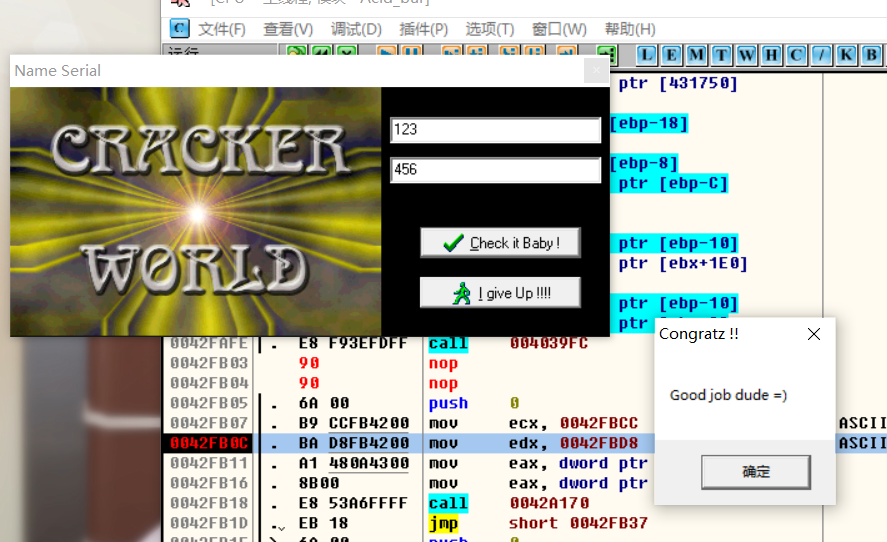 [CPU - 主线程, 模块 - Acid_bur]
C 文件(F) 查看(V) 调试(D) 插件(P) 选项(T) 窗口(W) 帮助(H)
运行 L E M T W H C / K B
Name Serial
CRACKER
WORLD
123
456
Check it Baby !
I give Up !!!!
ptr [431750]
[ebp-18]
[ebp-8]
ptr [ebp-C]
ptr [ebp-10]
ptr [ebx+1E0]
ptr [ebp-10]
ptr
0042FAFE . E8 F93EFDFF call 004039FC
0042FB03 90 nop
0042FB04 90 nop
0042FB05 . 6A 00 push 0
0042FB07 . B9 CCFB4200 mov ecx, 0042FBCC ASCII
0042FB0C . BA D8FB4200 mov edx, 0042FBD8 ASCII
0042FB11 . A1 480A4300 mov eax, dword ptr
0042FB16 . 8B00 mov eax, dword ptr
0042FB18 . E8 53A6FFFF call 0042A170
0042FB1D . EB 18 jmp short 0042FB37
0042FB1F > 6A 00 push 0
Congratz !!
Good job dude =)
确定